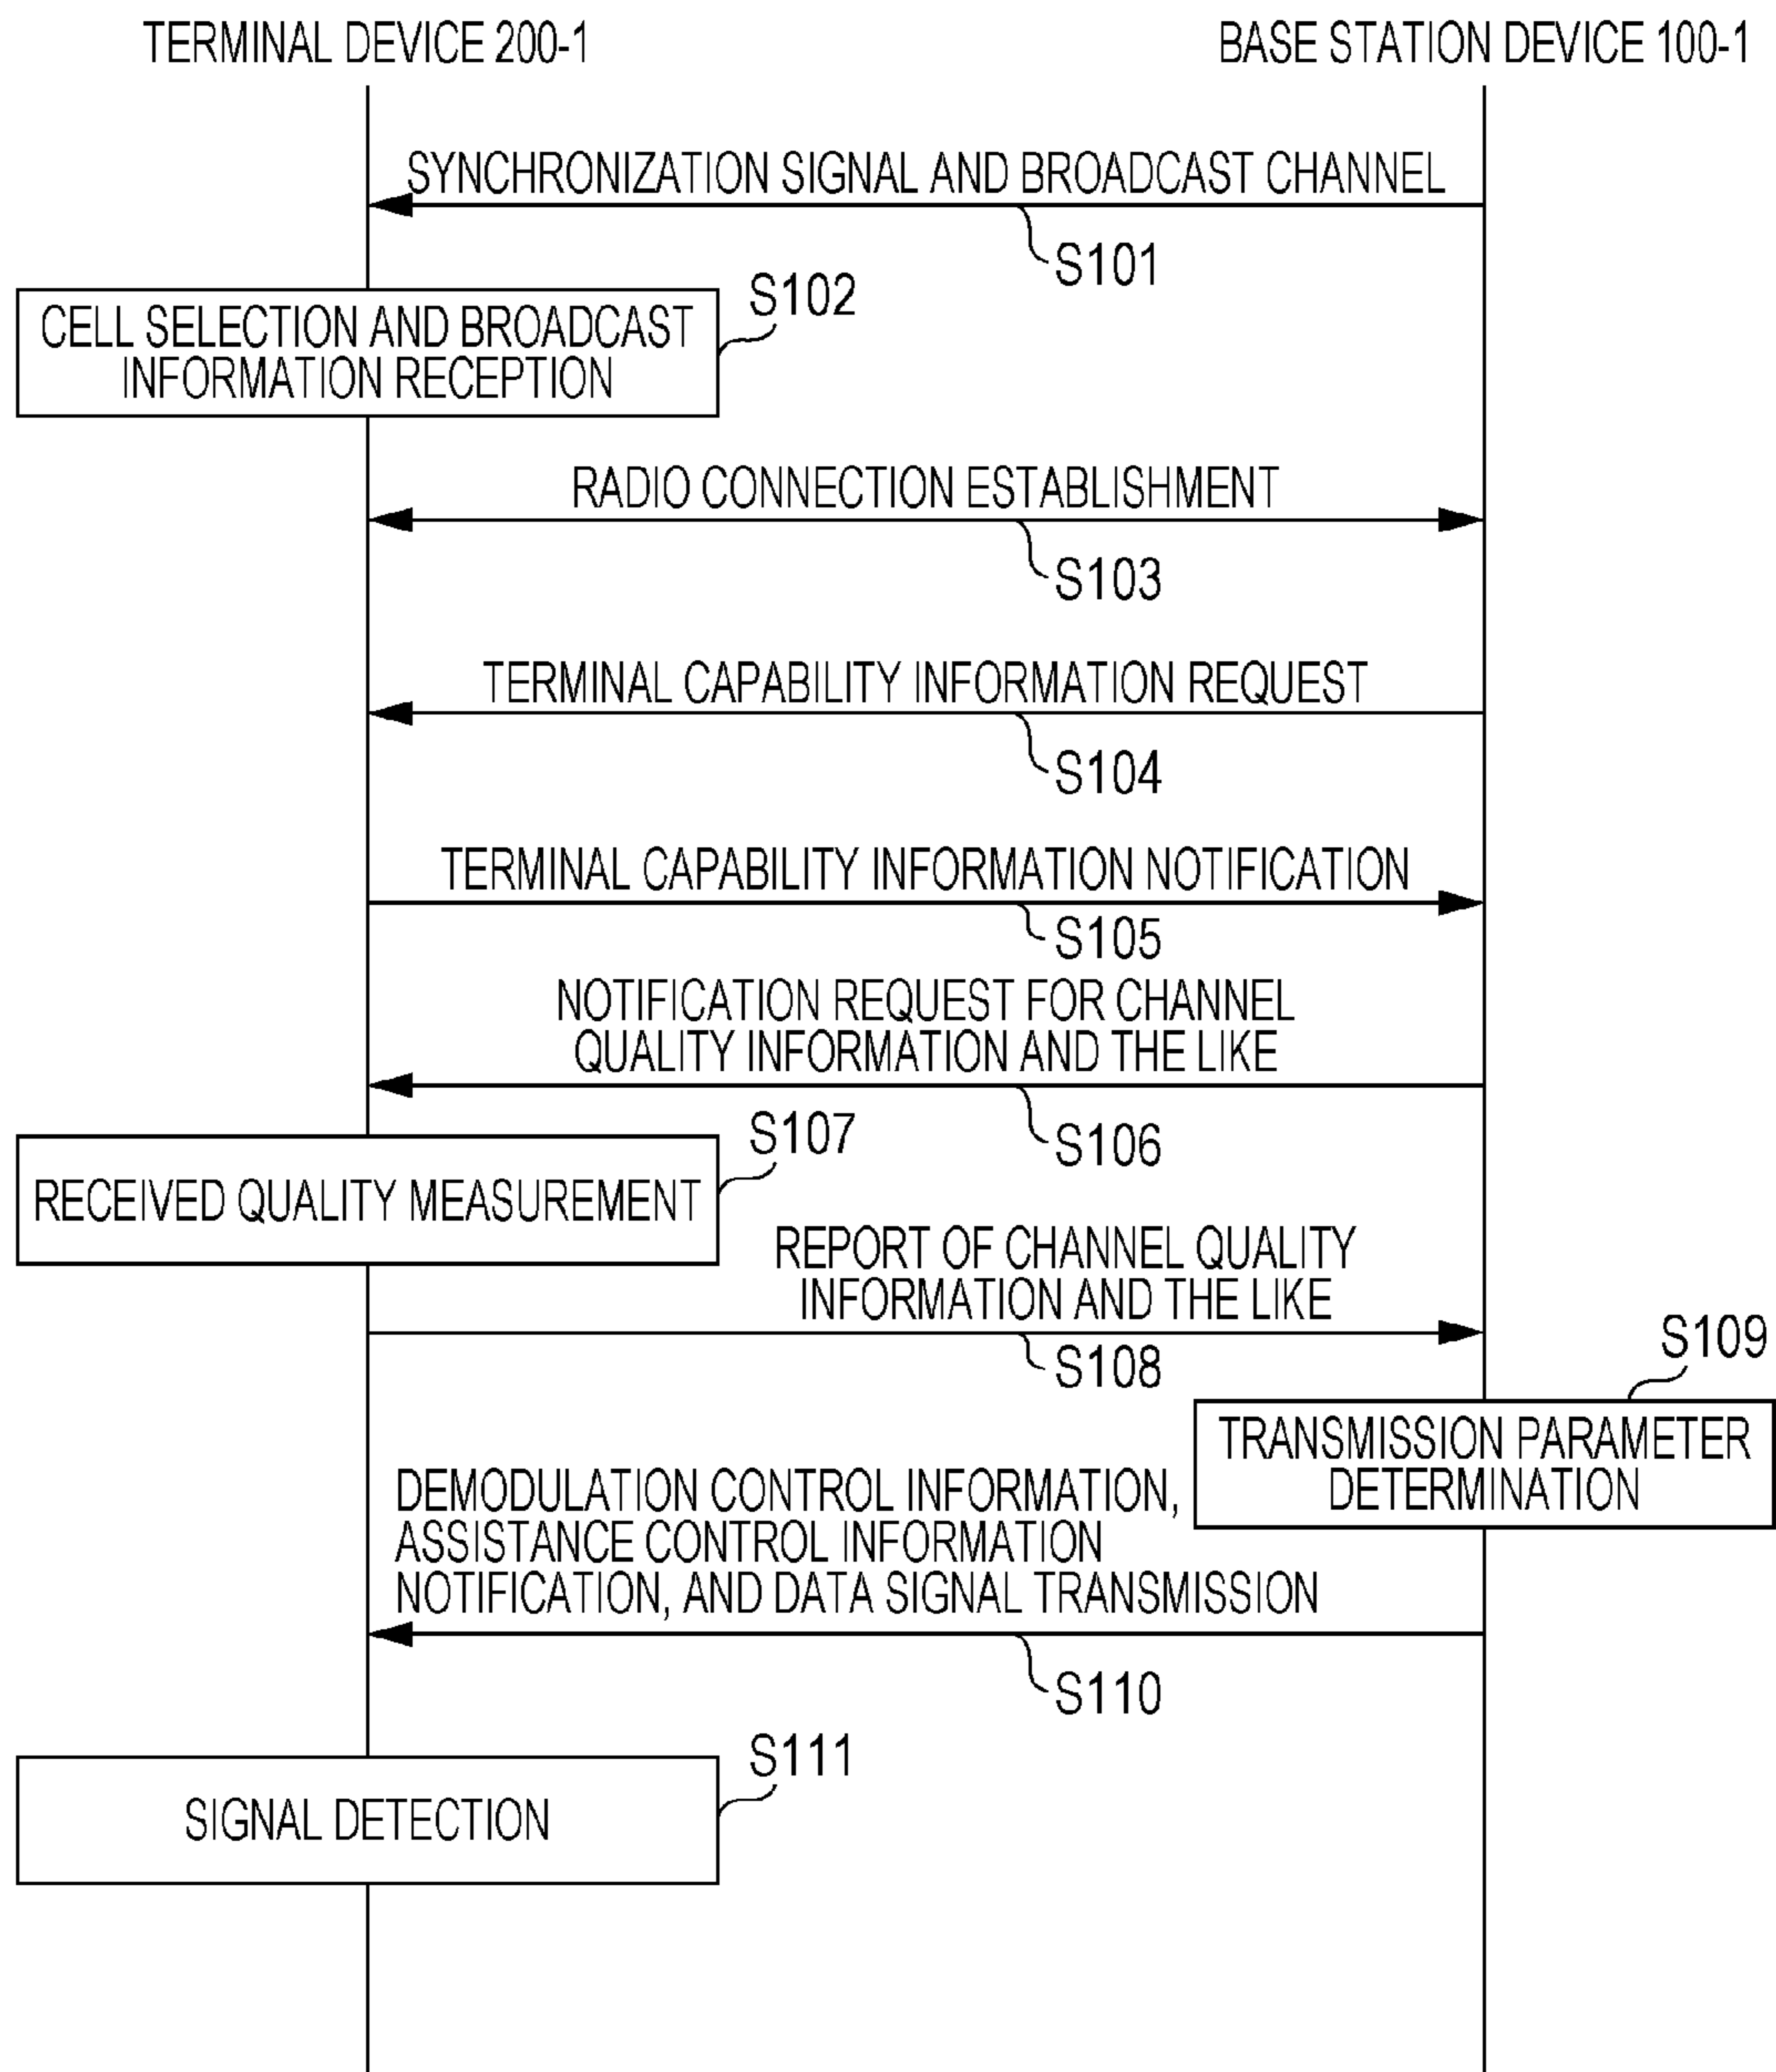 TERMINAL DEVICE 200-1
BASE STATION DEVICE 100-1
SYNCHRONIZATION SIGNAL AND BROADCAST CHANNEL
S101
S102
CELL SELECTION AND BROADCAST
INFORMATION RECEPTION
RADIO CONNECTION ESTABLISHMENT
S103
TERMINAL CAPABILITY INFORMATION REQUEST
S104
TERMINAL CAPABILITY INFORMATION NOTIFICATION
S105
NOTIFICATION REQUEST FOR CHANNEL
QUALITY INFORMATION AND THE LIKE
S106
S107
RECEIVED QUALITY MEASUREMENT
REPORT OF CHANNEL QUALITY
INFORMATION AND THE LIKE
S108
S109
TRANSMISSION PARAMETER
DETERMINATION
DEMODULATION CONTROL INFORMATION,
ASSISTANCE CONTROL INFORMATION
NOTIFICATION, AND DATA SIGNAL TRANSMISSION
S110
S111
SIGNAL DETECTION